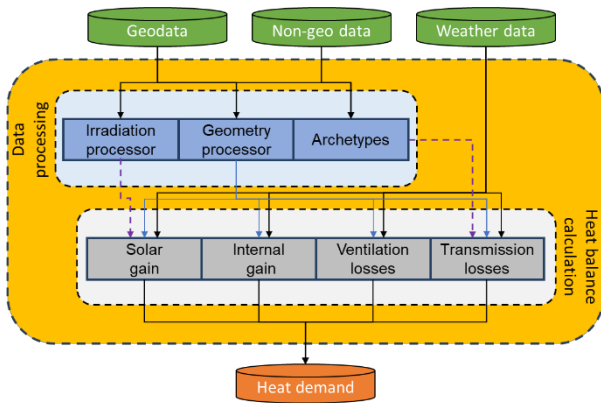 Geodata
Non-geo data
Weather data
Data
processing
Irradiation
processor
Geometry
processor
Archetypes
Heat balance
calculation
Solar
gain
Internal
gain
Ventilation
losses
Transmission
losses
Heat demand